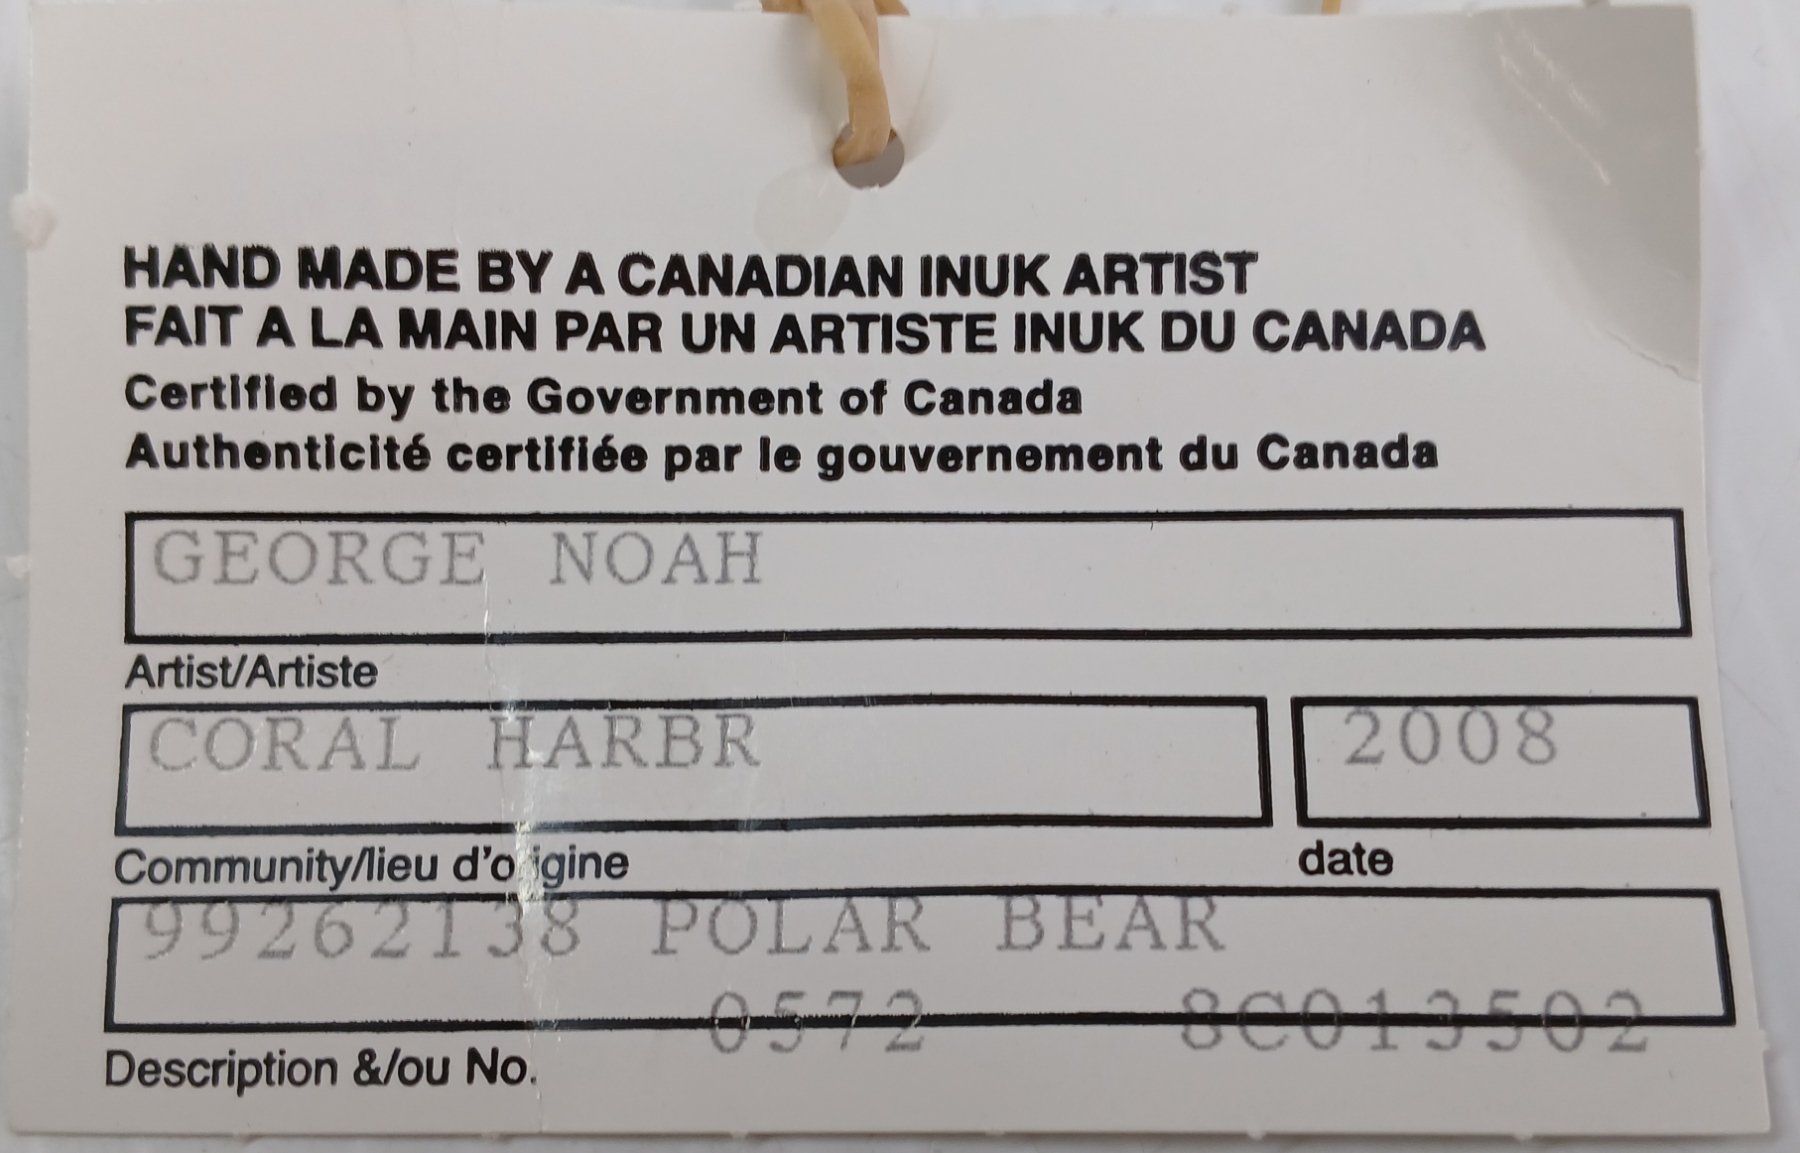 HAND MADE BY A CANADIAN INUK ARTIST
FAIT A LA MAIN PAR UN ARTISTE INUK DU CANADA
Certified by the Government of Canada
Authenticité certifiée par le gouvernement du Canada
GEORGE NOAH
Artist/Artiste
CORAL HARBR 2008
Community/lieu d'origine date
99262138 POLAR BEAR
0572 8C013502
Description &/ou No.